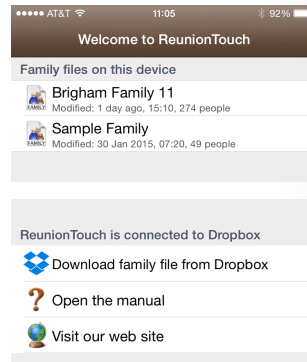 ●●●●● AT&T 11:05 92%
Welcome to ReunionTouch
Family files on this device
FAMILY Brigham Family 11
Modified: 1 day ago, 15:10, 274 people
FAMILY Sample Family
Modified: 30 Jan 2015, 07:20, 49 people
ReunionTouch is connected to Dropbox
Download family file from Dropbox
Open the manual
Visit our web site